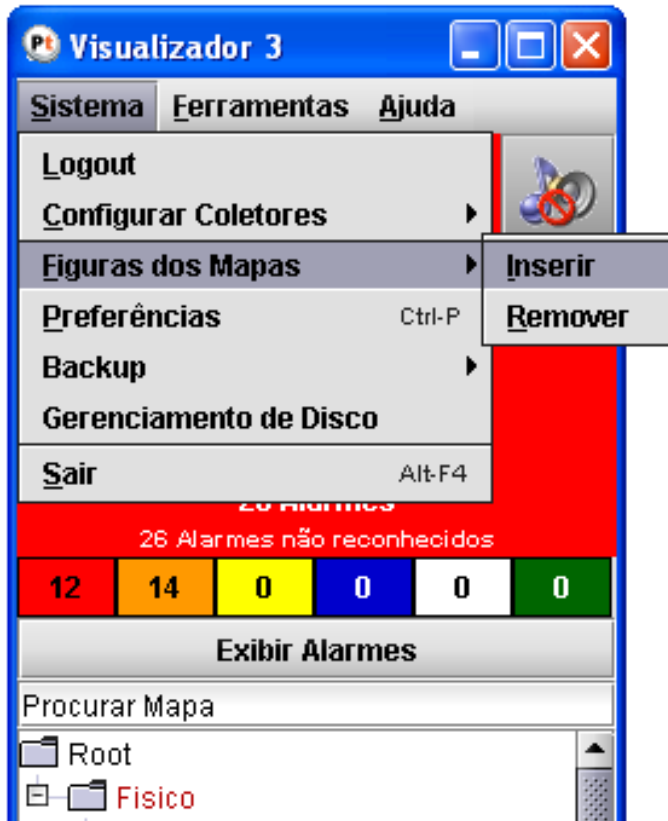 Pt Visualizador 3
Sistema Ferramentas Ajuda
Logout
Configurar Coletores
Figuras dos Mapas
Inserir
Preferências Ctrl-P
Remover
Backup
Gerenciamento de Disco
Sair Alt-F4
26 Alarmes
26 Alarmes não reconhecidos
12 14 0 0 0 0
Exibir Alarmes
Procurar Mapa
Root
Fisico